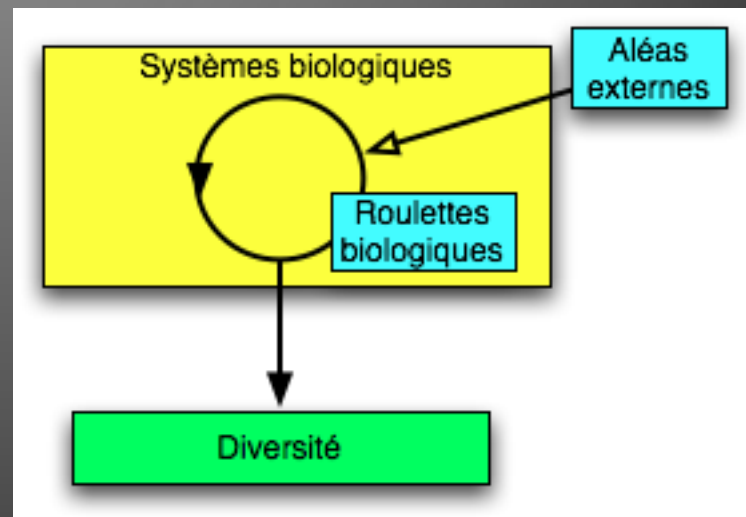 Systèmes biologiques
Aléas
externes
Roulettes
biologiques
Diversité